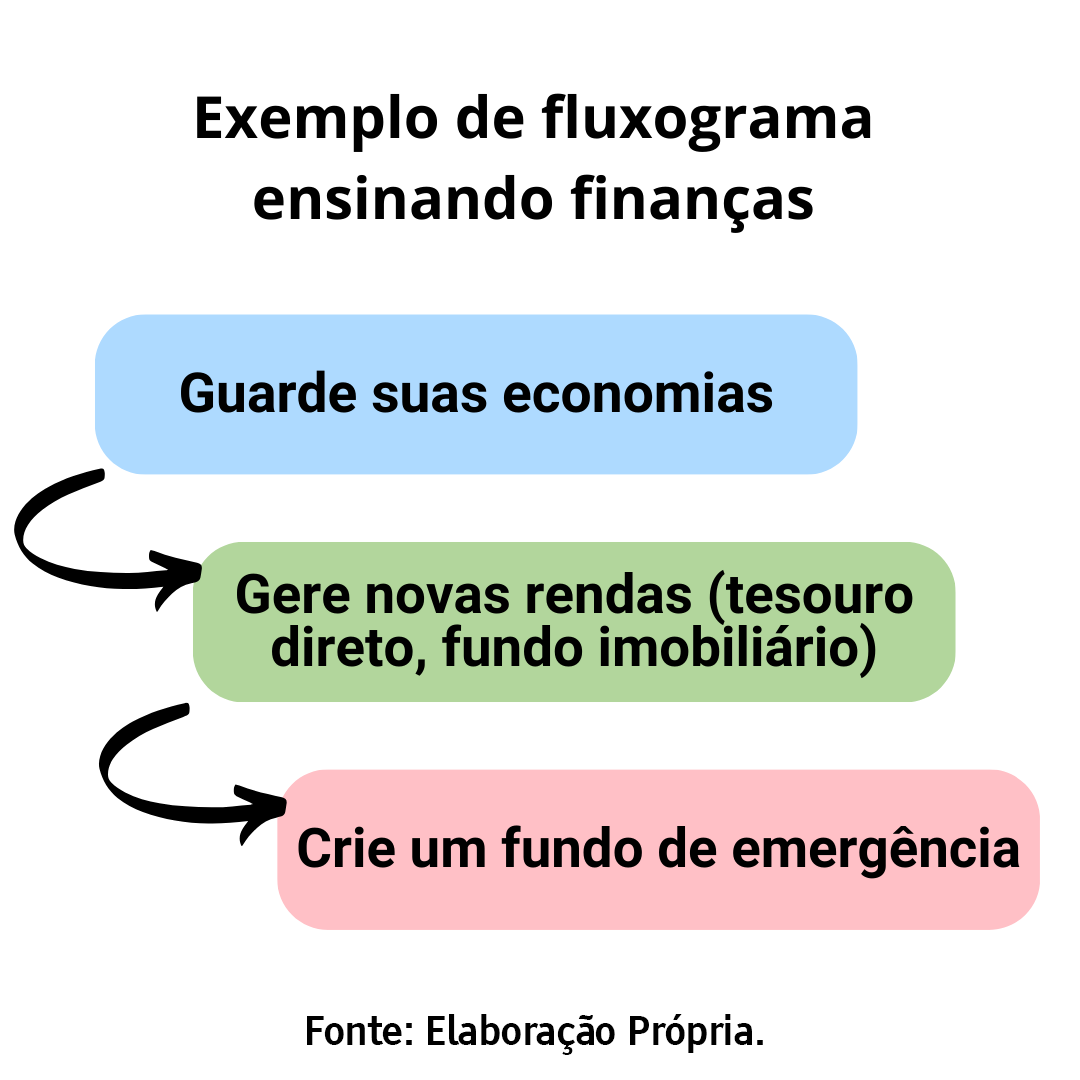 Exemplo de fluxograma
ensinando finanças
Guarde suas economias
Gere novas rendas (tesouro
direto, fundo imobiliário)
Crie um fundo de emergência
Fonte: Elaboração Própria.